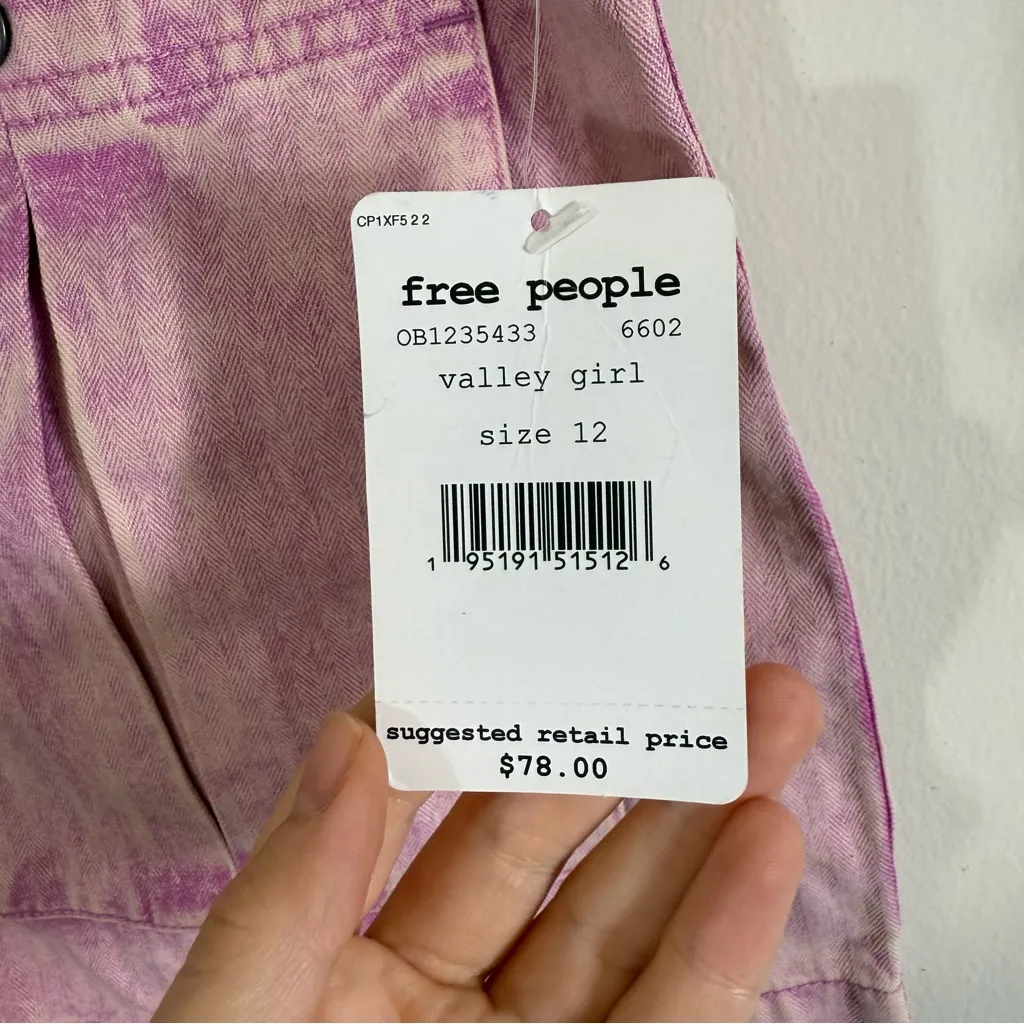 CP1XF522
free people
OB1235433 6602
valley girl
size 12
1 95191 51512 6
suggested retail price
$78.00